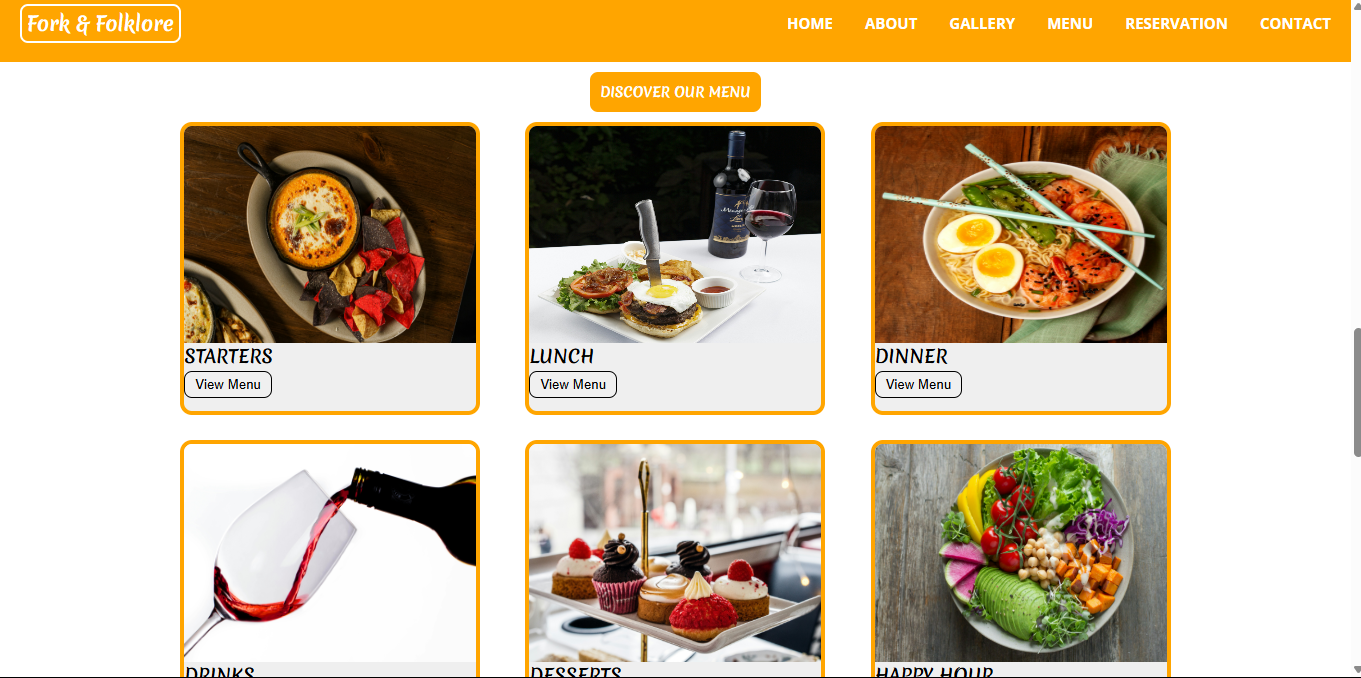 Fork & Folklore
HOME ABOUT GALLERY MENU RESERVATION CONTACT
DISCOVER OUR MENU
STARTERS LUNCH DINNER
View Menu View Menu View Menu
DRINKS DESSERTS HAPPY HOUR